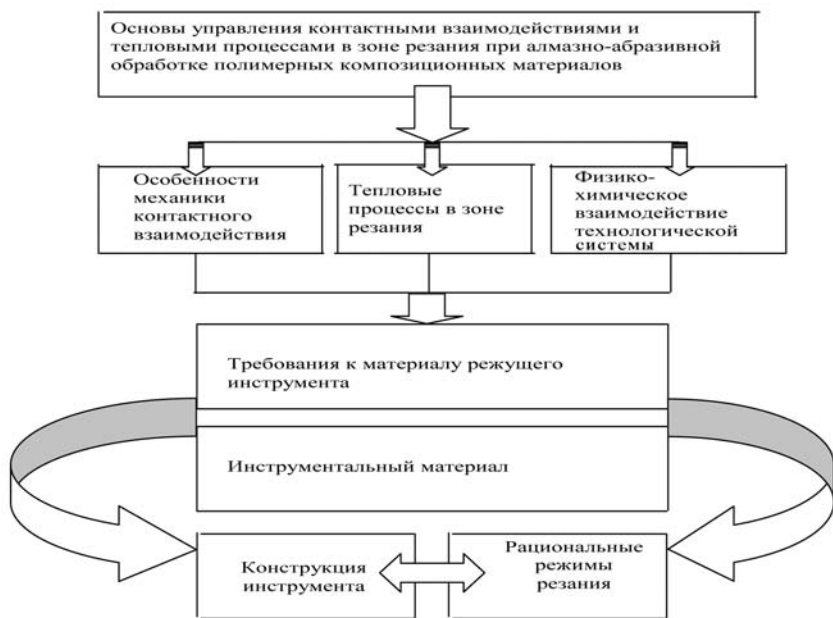 Основы управления контактными взаимодействиями и
тепловыми процессами в зоне резания при алмазно-абразивной
обработке полимерных композиционных материалов
Особенности
механики
контактного
взаимодействия
Тепловые
процессы в зоне
резания
Физико-
химическое
взаимодействие
технологической
системы
Требования к материалу режущего
инструмента
Инструментальный материал
Конструкция
инструмента
Рациональные
режимы
резания